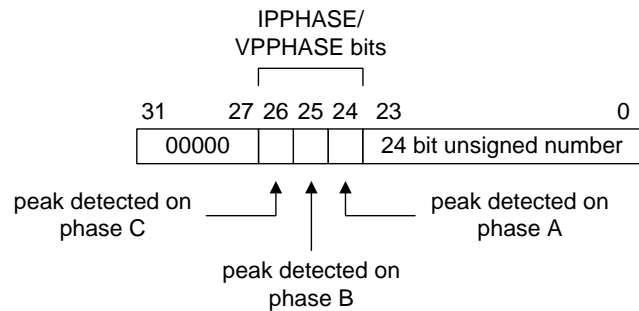 IPPHASE/
VPPHASE bits
31 27 26 25 24 23 0
00000 24 bit unsigned number
peak detected on
phase C
peak detected on
phase A
peak detected on
phase B